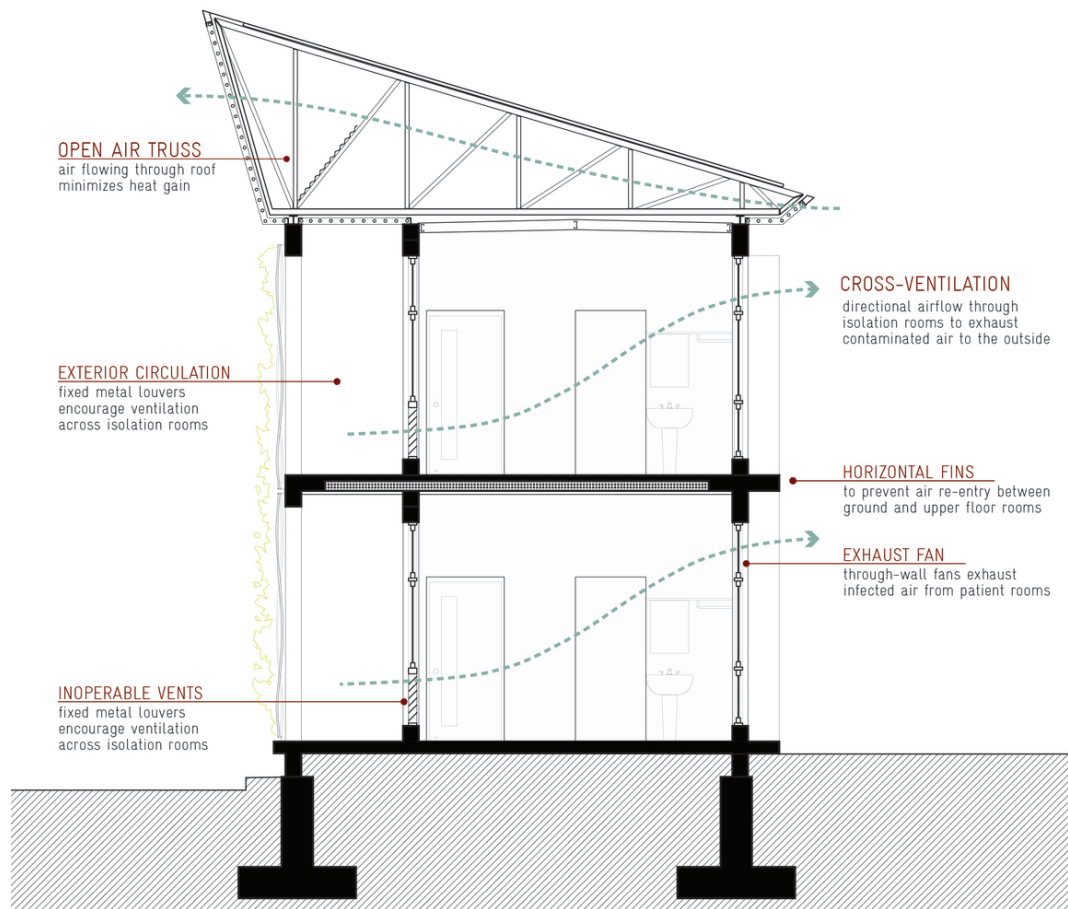 OPEN AIR TRUSS
air flowing through roof
minimizes heat gain
CROSS-VENTILATION
directional airflow through
isolation rooms to exhaust
contaminated air to the outside
EXTERIOR CIRCULATION
fixed metal louvers
encourage ventilation
across isolation rooms
HORIZONTAL FINS
to prevent air re-entry between
ground and upper floor rooms
EXHAUST FAN
through-wall fans exhaust
infected air from patient rooms
INOPERABLE VENTS
fixed metal louvers
encourage ventilation
across isolation rooms